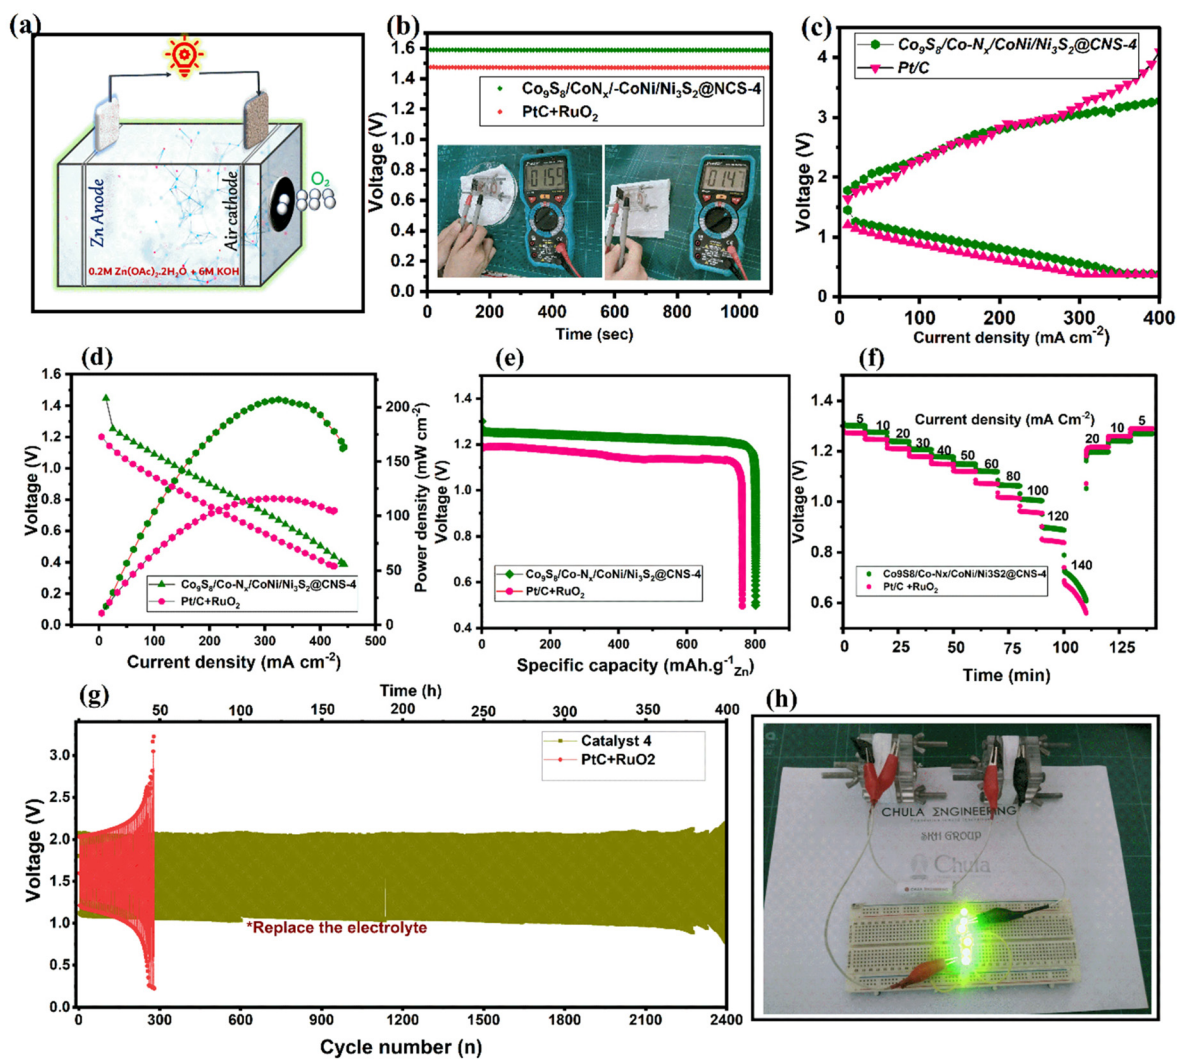 (a)
O2
Zn Anode
Air cathode
0.2M Zn(OAc)2.2H2O + 6M KOH
(b)
Voltage (V)
1.6
1.4
1.2
1.0
0.8
0.6
0.4
0.2
0.0
Co9S8/CoNx/-CoNi/Ni3S2@NCS-4
PtC+RuO2
0 200 400 600 800 1000
Time (sec)
(c)
Voltage (V)
4
3
2
1
0
Co9S8/Co-Nx/CoNi/Ni3S2@CNS-4
Pt/C
0 100 200 300 400
Current density (mA cm-2)
(d)
Voltage (V)
1.6
1.4
1.2
1.0
0.8
0.6
0.4
0.2
0.0
Co9S8/Co-Nx/CoNi/Ni3S2@CNS-4
Pt/C+RuO2
0 100 200 300 400 500
Current density (mA cm-2)
200
150
100
50
0
Power density (mW cm-2)
(e)
Voltage (V)
1.4
1.2
1.0
0.8
0.6
0.4
Co9S8/Co-Nx/CoNi/Ni3S2@CNS-4
Pt/C+RuO2
0 200 400 600 800
Specific capacity (mAh.g-1Zn)
(f)
Voltage (V)
1.4
1.2
1.0
0.8
0.6
Current density (mA Cm-2)
5 10 20 30 40 50 60 80 100 120 140 20 10 5
Co9S8/Co-Nx/CoNi/Ni3S2@CNS-4
Pt/C +RuO2
0 25 50 75 100 125
Time (min)
(g)
Time (h)
0 50 100 150 200 250 300 350 400
Voltage (V)
3.0
2.5
2.0
1.5
1.0
0.5
0.0
Catalyst 4
PtC+RuO2
*Replace the electrolyte
0 300 600 900 1200 1500 1800 2100 2400
Cycle number (n)
(h)
CHULA ΣNGINEERING
SKH GROUP
Chula